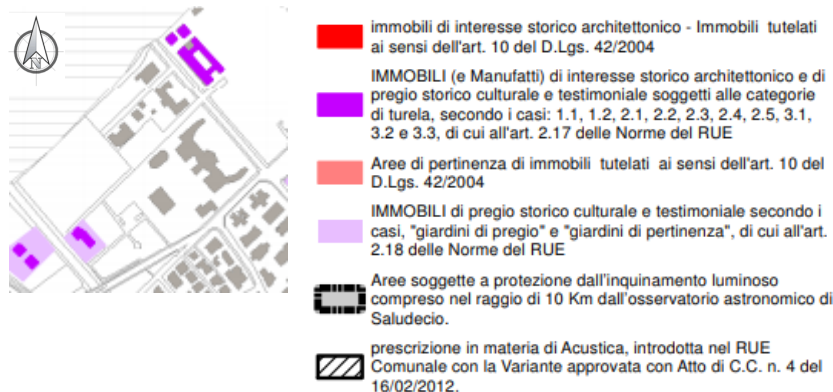 N
immobili di interesse storico architettonico - Immobili tutelati
ai sensi dell'art. 10 del D.Lgs. 42/2004
IMMOBILI (e Manufatti) di interesse storico architettonico e di
pregio storico culturale e testimoniale soggetti alle categorie
di turela, secondo i casi: 1.1, 1.2, 2.1, 2.2, 2.3, 2.4, 2.5, 3.1,
3.2 e 3.3, di cui all'art. 2.17 delle Norme del RUE
Aree di pertinenza di immobili tutelati ai sensi dell'art. 10 del
D.Lgs. 42/2004
IMMOBILI di pregio storico culturale e testimoniale secondo i
casi, "giardini di pregio" e "giardini di pertinenza", di cui all'art.
2.18 delle Norme del RUE
Aree soggette a protezione dall'inquinamento luminoso
compreso nel raggio di 10 Km dall'osservatorio astronomico di
Saludecio.
prescrizione in materia di Acustica, introdotta nel RUE
Comunale con la Variante approvata con Atto di C.C. n. 4 del
16/02/2012.